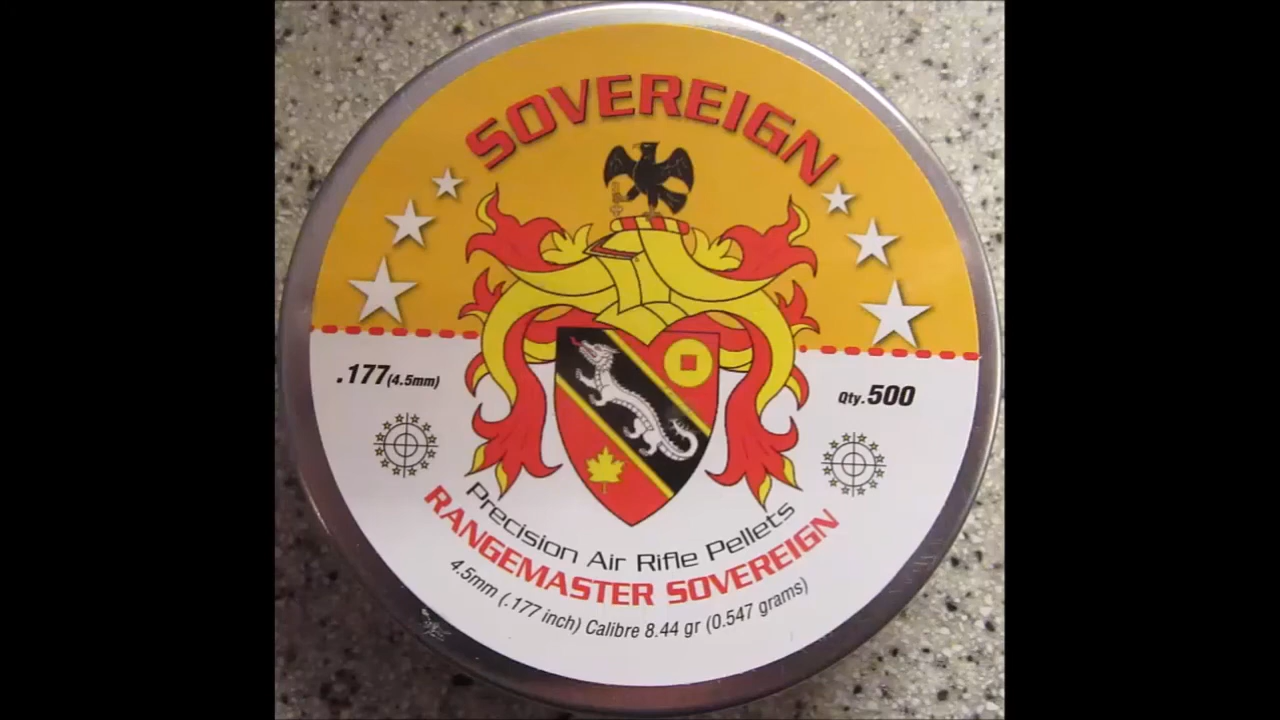 SOVEREIGN
.177(4.5mm)
Qty.500
Precision Air Rifle Pellets
RANGEMASTER SOVEREIGN
4.5mm (.177 inch) Calibre 8.44 gr (0.547 grams)